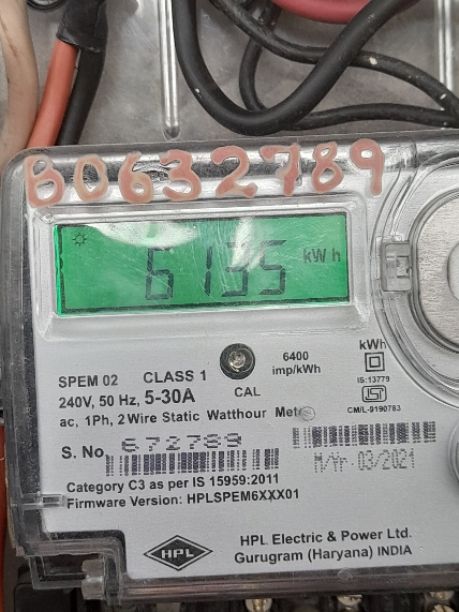 B0632789
6135 kWh
6400 imp/kWh
kWh
IS:13779
CM/L-9190783
SPEM 02 CLASS 1 CAL
240V, 50 Hz, 5-30A
ac, 1Ph, 2 Wire Static Watthour Meter
S. No 672789
M/Yr-03/2021
Category C3 as per IS 15959:2011
Firmware Version: HPLSPEM6XXX01
HPL
HPL Electric & Power Ltd.
Gurugram (Haryana) INDIA